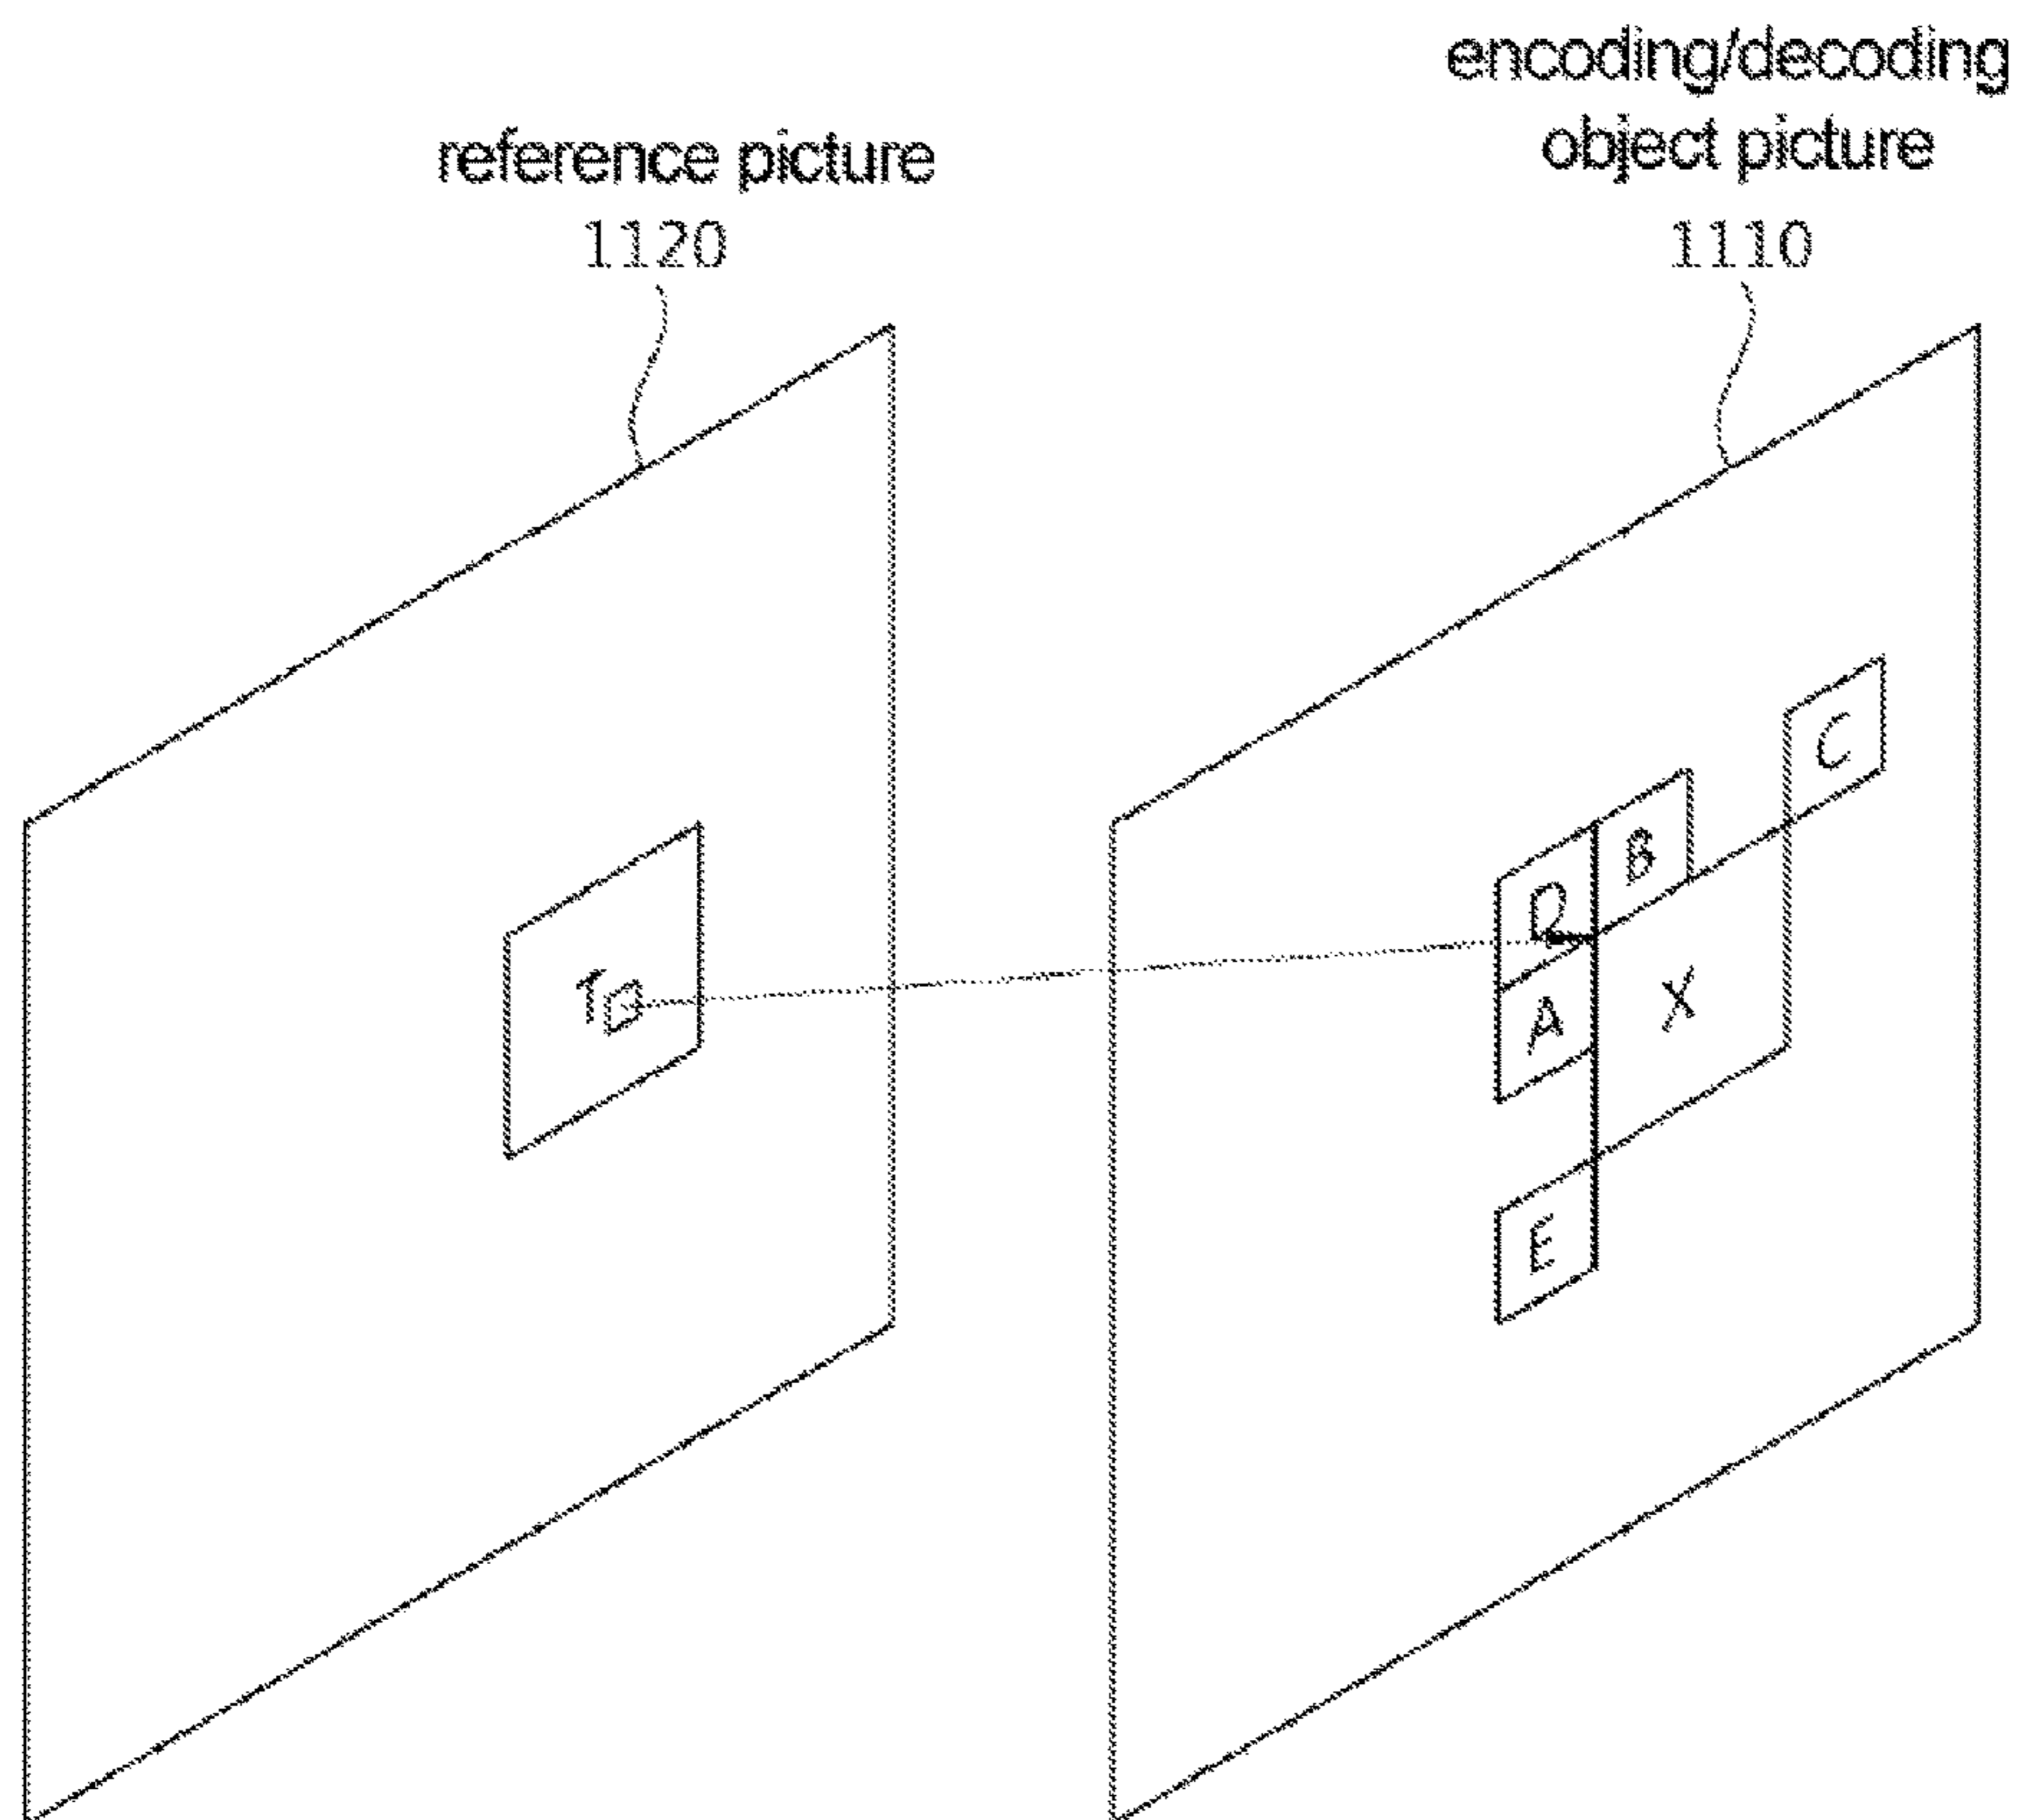 encoding/decoding
object picture
1110
reference picture
1120
C
B
D
T
A
X
E